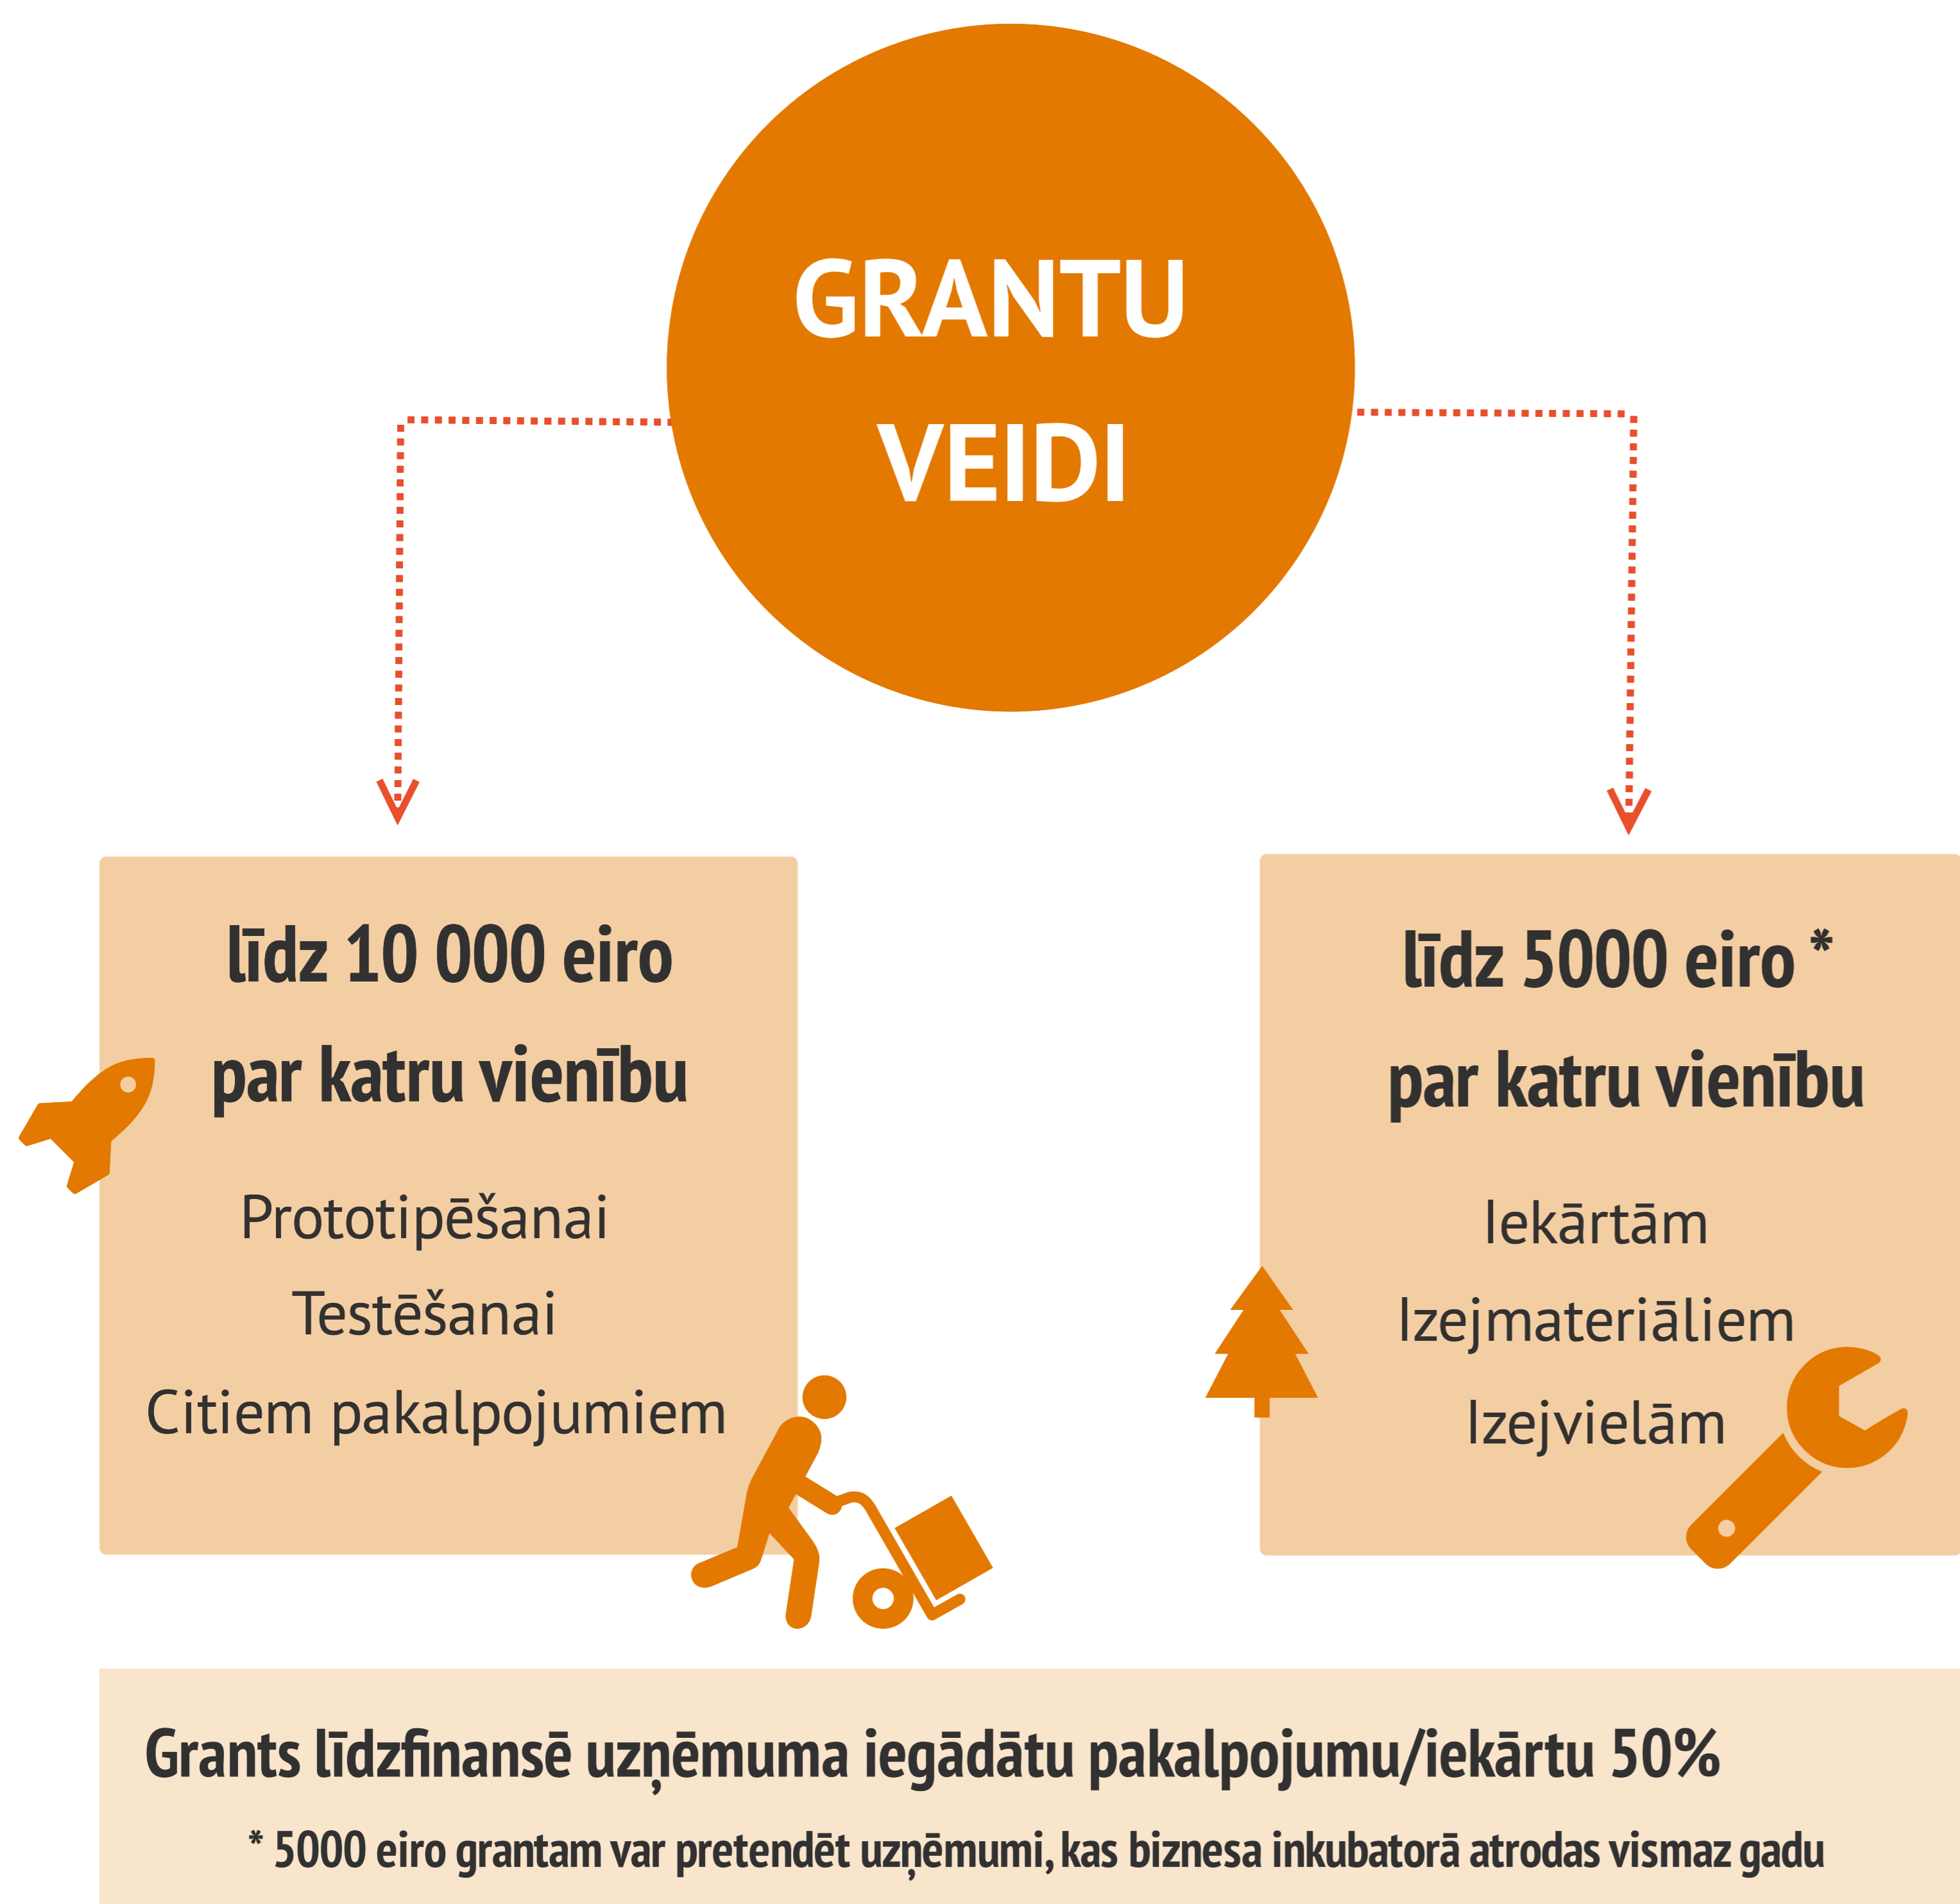 GRANTU
VEIDI
līdz 10 000 eiro
par katru vienību
Prototipēšanai
Testēšanai
Citiem pakalpojumiem
līdz 5000 eiro *
par katru vienību
Iekārtām
Izejmateriāliem
Izejvielām
Grants līdzfinansē uzņēmuma iegādātu pakalpojumu/iekārtu 50%
* 5000 eiro grantam var pretendēt uzņēmumi, kas biznesa inkubatorā atrodas vismaz gadu